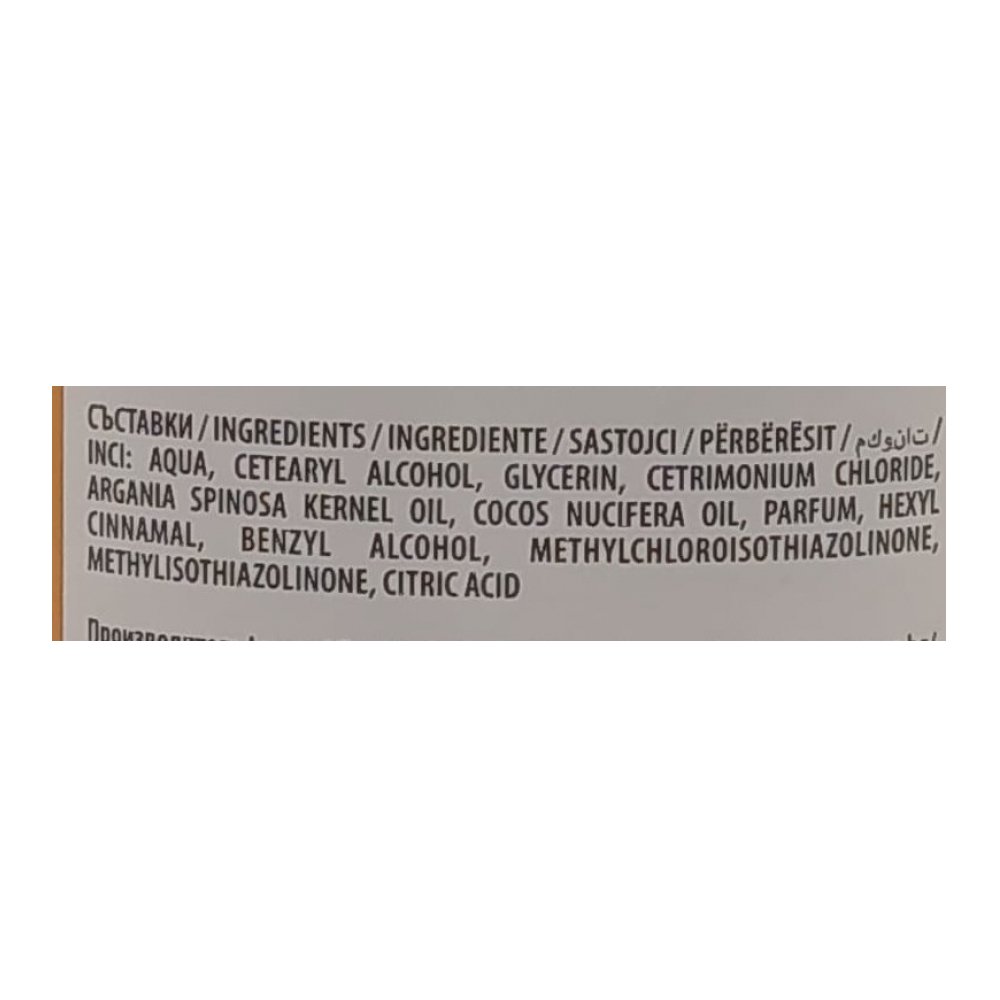 СЪСТАВКИ / INGREDIENTS / INGREDIENTE / SASTOJCI / PËRBËRËSIT / مكونات /
INCI: AQUA, CETEARYL ALCOHOL, GLYCERIN, CETRIMONIUM CHLORIDE,
ARGANIA SPINOSA KERNEL OIL, COCOS NUCIFERA OIL, PARFUM, HEXYL
CINNAMAL, BENZYL ALCOHOL, METHYLCHLOROISOTHIAZOLINONE,
METHYLISOTHIAZOLINONE, CITRIC ACID